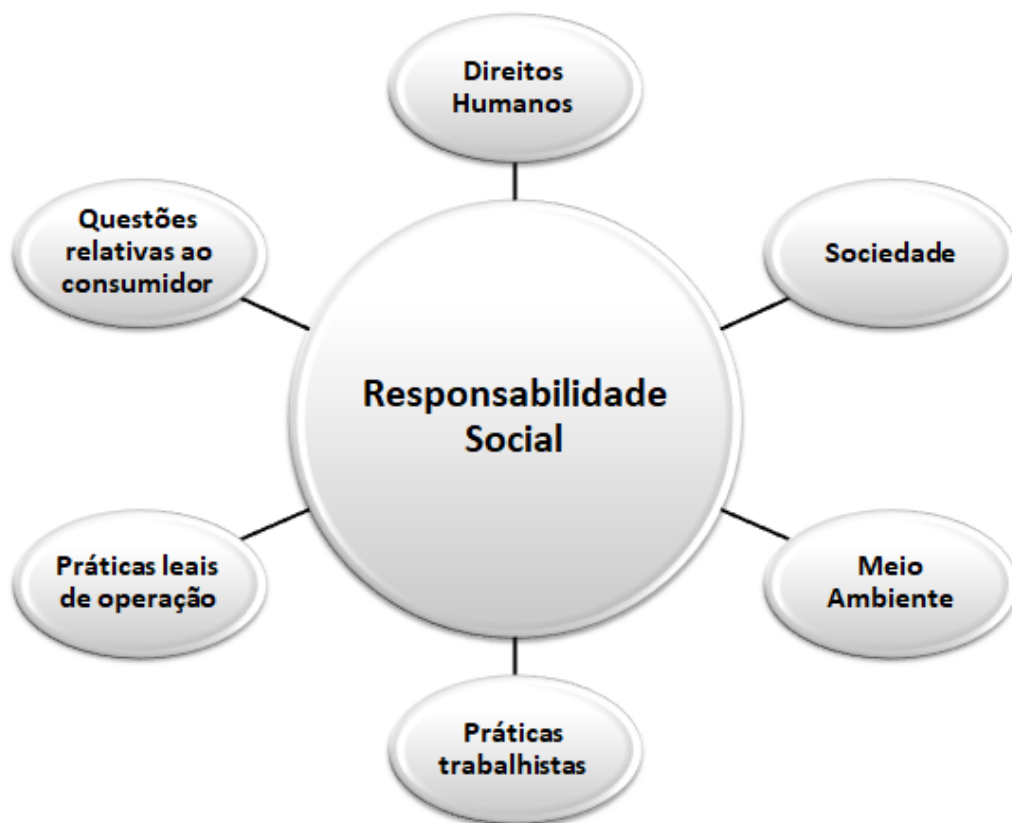 Direitos
Humanos
Questões
relativas ao
consumidor
Sociedade
Responsabilidade
Social
Práticas leais
de operação
Meio
Ambiente
Práticas
trabalhistas